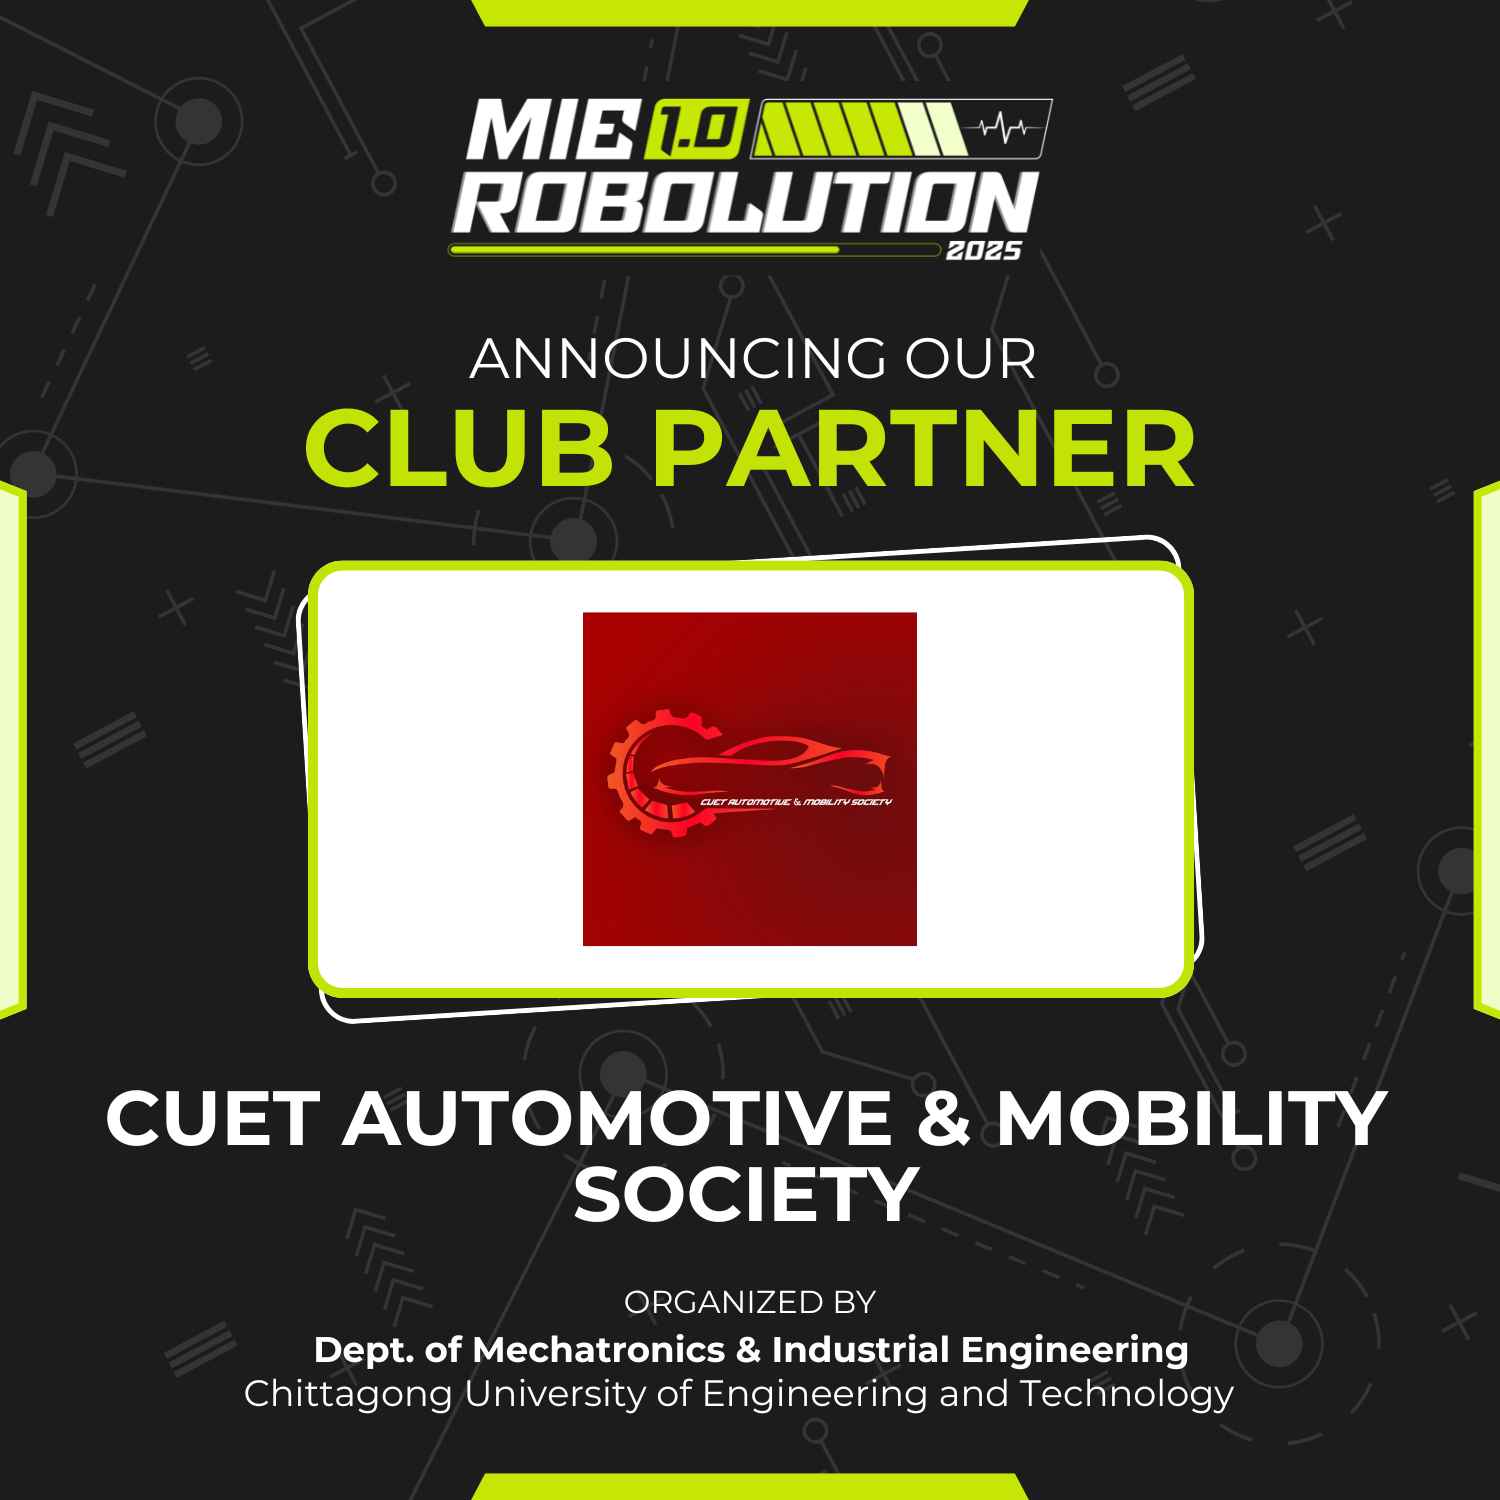 MIE 1.0
ROBOLUTION
2025
ANNOUNCING OUR
CLUB PARTNER
CUET AUTOMOTIVE & MOBILITY SOCIETY
CUET AUTOMOTIVE & MOBILITY
SOCIETY
ORGANIZED BY
Dept. of Mechatronics & Industrial Engineering
Chittagong University of Engineering and Technology